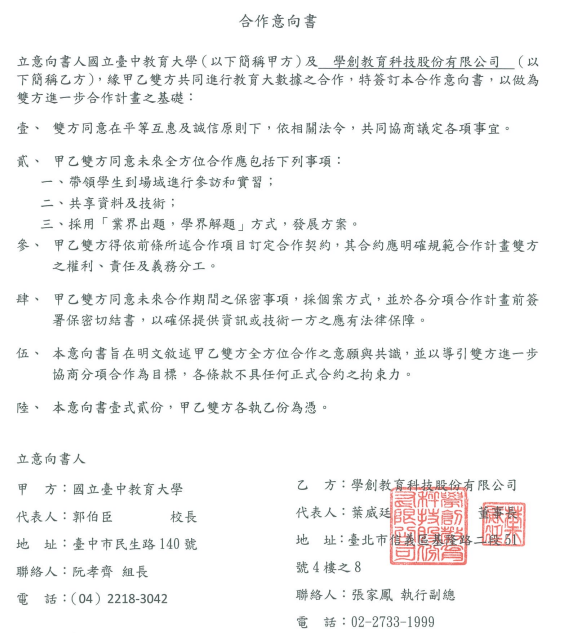 合作意向書
立意向書人國立臺中教育大學(以下簡稱甲方)及 學創教育科技股份有限公司 (以
下簡稱乙方),緣甲乙雙方共同進行教育大數據之合作,特簽訂本合作意向書,以做為
雙方進一步合作計畫之基礎:
壹、 雙方同意在平等互惠及誠信原則下,依相關法令,共同協商議定各項事宜。
貳、 甲乙雙方同意未來全方位合作應包括下列事項:
一、帶領學生到場域進行參訪和實習;
二、共享資料及技術;
三、採用「業界出題,學界解題」方式,發展方案。
參、 甲乙雙方得依前條所述合作項目訂定合作契約,其合約應明確規範合作計畫雙方
之權利、責任及義務分工。
肆、 甲乙雙方同意未來合作期間之保密事項,採個案方式,並於各分項合作計畫前簽
署保密切結書,以確保提供資訊或技術一方之應有法律保障。
伍、 本意向書旨在明文敘述甲乙雙方全方位合作之意願與共識,並以導引雙方進一步
協商分項合作為目標,各條款不具任何正式合約之拘束力。
陸、 本意向書壹式貳份,甲乙雙方各執乙份為憑。
立意向書人
甲 方:國立臺中教育大學
代表人:郭伯臣 校長
地 址:臺中市民生路 140 號
聯絡人:阮孝齊 組長
電 話:(04) 2218-3042
乙 方:學創教育科技股份有限公司
代表人:葉威廷 董事長
地 址:臺北市信義區基隆路二段 51
號 4 樓之 8
聯絡人:張家鳳 執行副總
電 話:02-2733-1999
學創教育
科技股份
有限公司